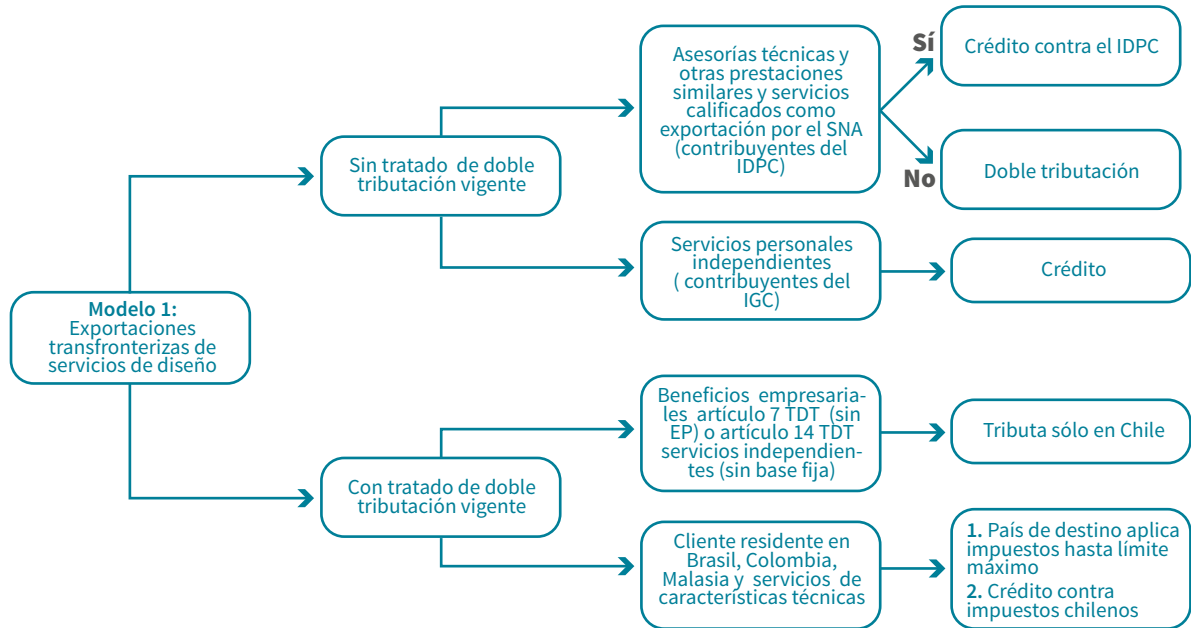 Modelo 1:
Exportaciones
transfronterizas de
servicios de diseño
Sin tratado de doble
tributación vigente
Asesorías técnicas y
otras prestaciones
similares y servicios
calificados como
exportación por el SNA
(contribuyentes del
IDPC)
Sí
Crédito contra el IDPC
No
Doble tributación
Servicios personales
independientes
( contribuyentes del
IGC)
Crédito
Con tratado de doble
tributación vigente
Beneficios empresaria-
les artículo 7 TDT (sin
EP) o artículo 14 TDT
servicios independien-
tes (sin base fija)
Tributa sólo en Chile
Cliente residente en
Brasil, Colombia,
Malasia y servicios de
características técnicas
1. País de destino aplica
impuestos hasta límite
máximo
2. Crédito contra
impuestos chilenos